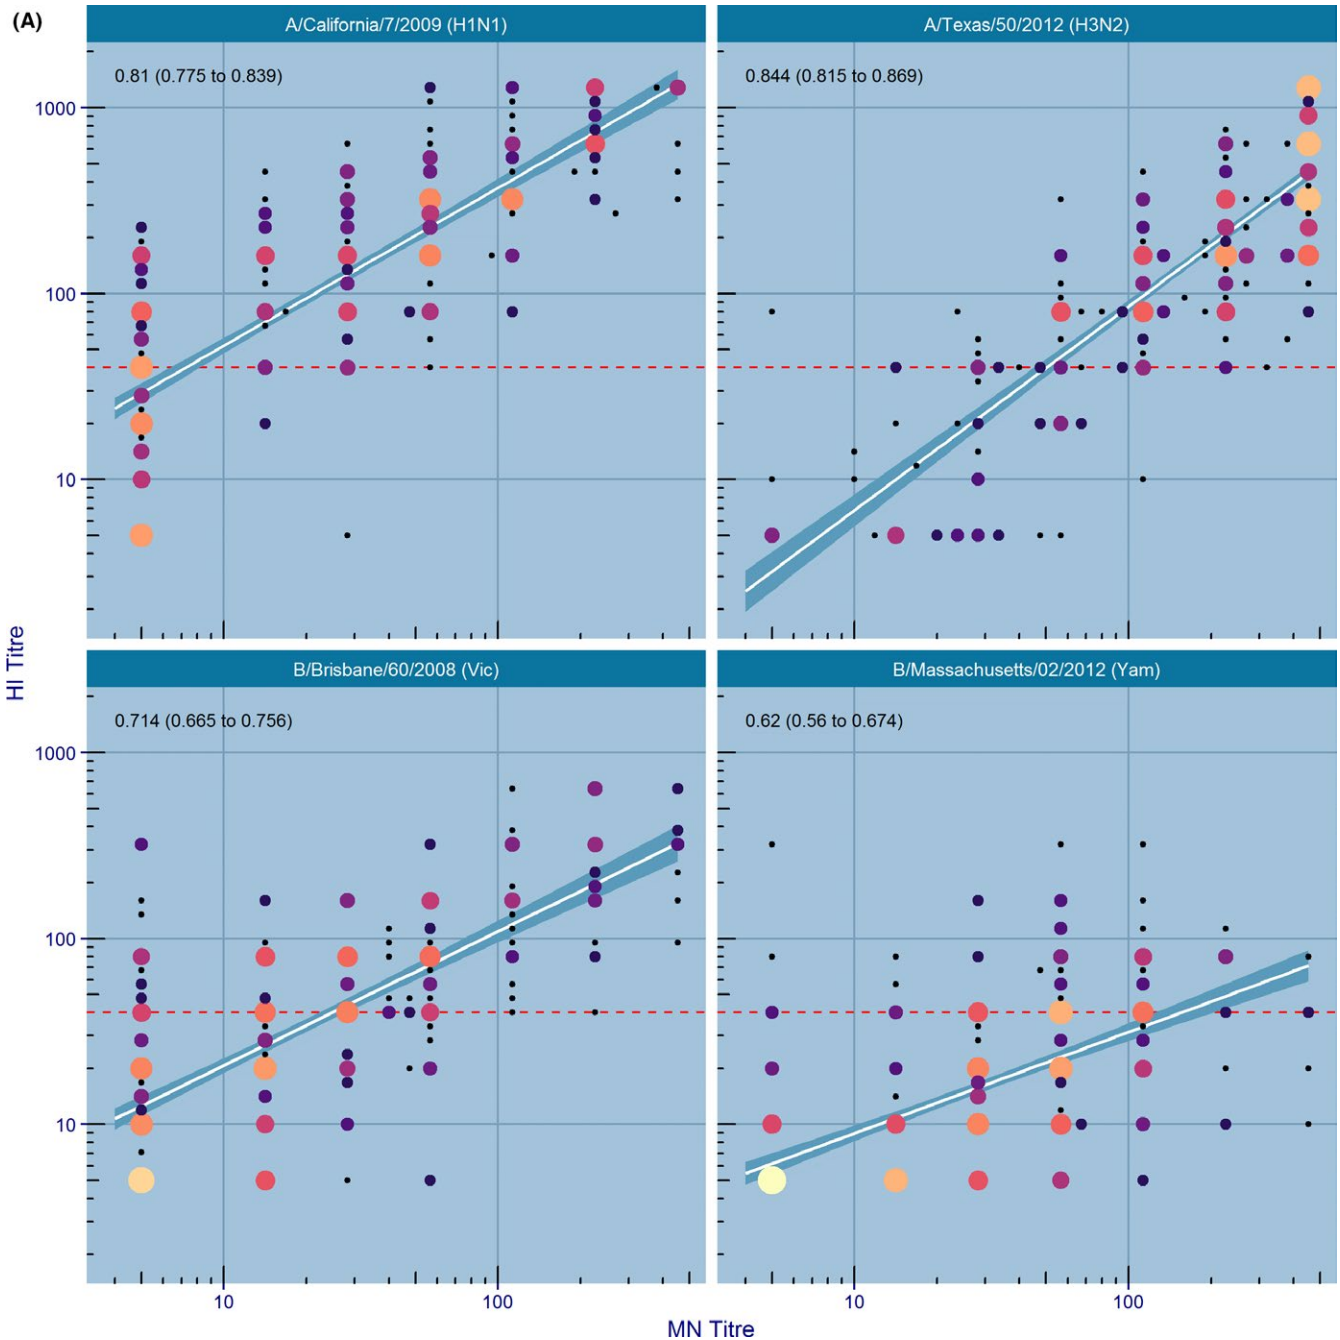 (A)
A/California/7/2009 (H1N1)
A/Texas/50/2012 (H3N2)
0.81 (0.775 to 0.839)
0.844 (0.815 to 0.869)
1000
100
10
HI Titre
B/Brisbane/60/2008 (Vic)
B/Massachusetts/02/2012 (Yam)
0.714 (0.665 to 0.756)
0.62 (0.56 to 0.674)
1000
100
10
10
100
10
100
MN Titre